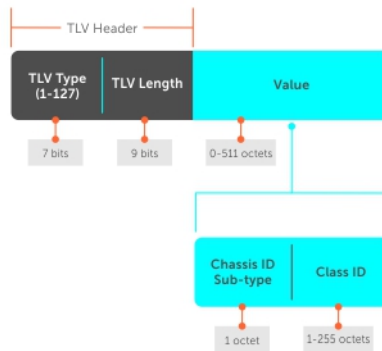 TLV Header
TLV Type
(1-127)
TLV Length
Value
7 bits
9 bits
0-511 octets
Chassis ID
Sub-type
Class ID
1 octet
1-255 octets